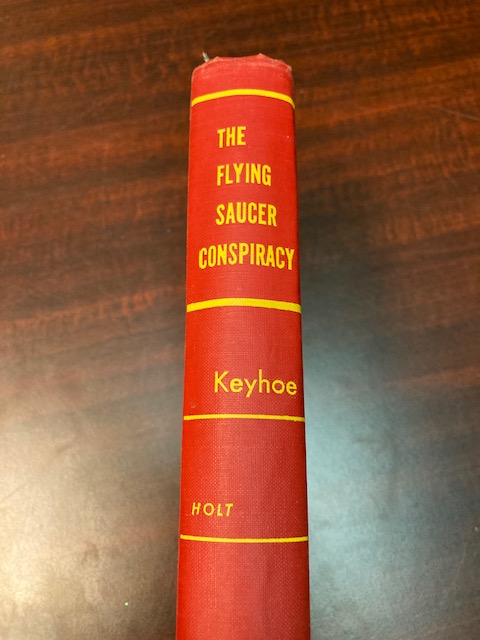 THE
FLYING
SAUCER
CONSPIRACY
Keyhoe
HOLT